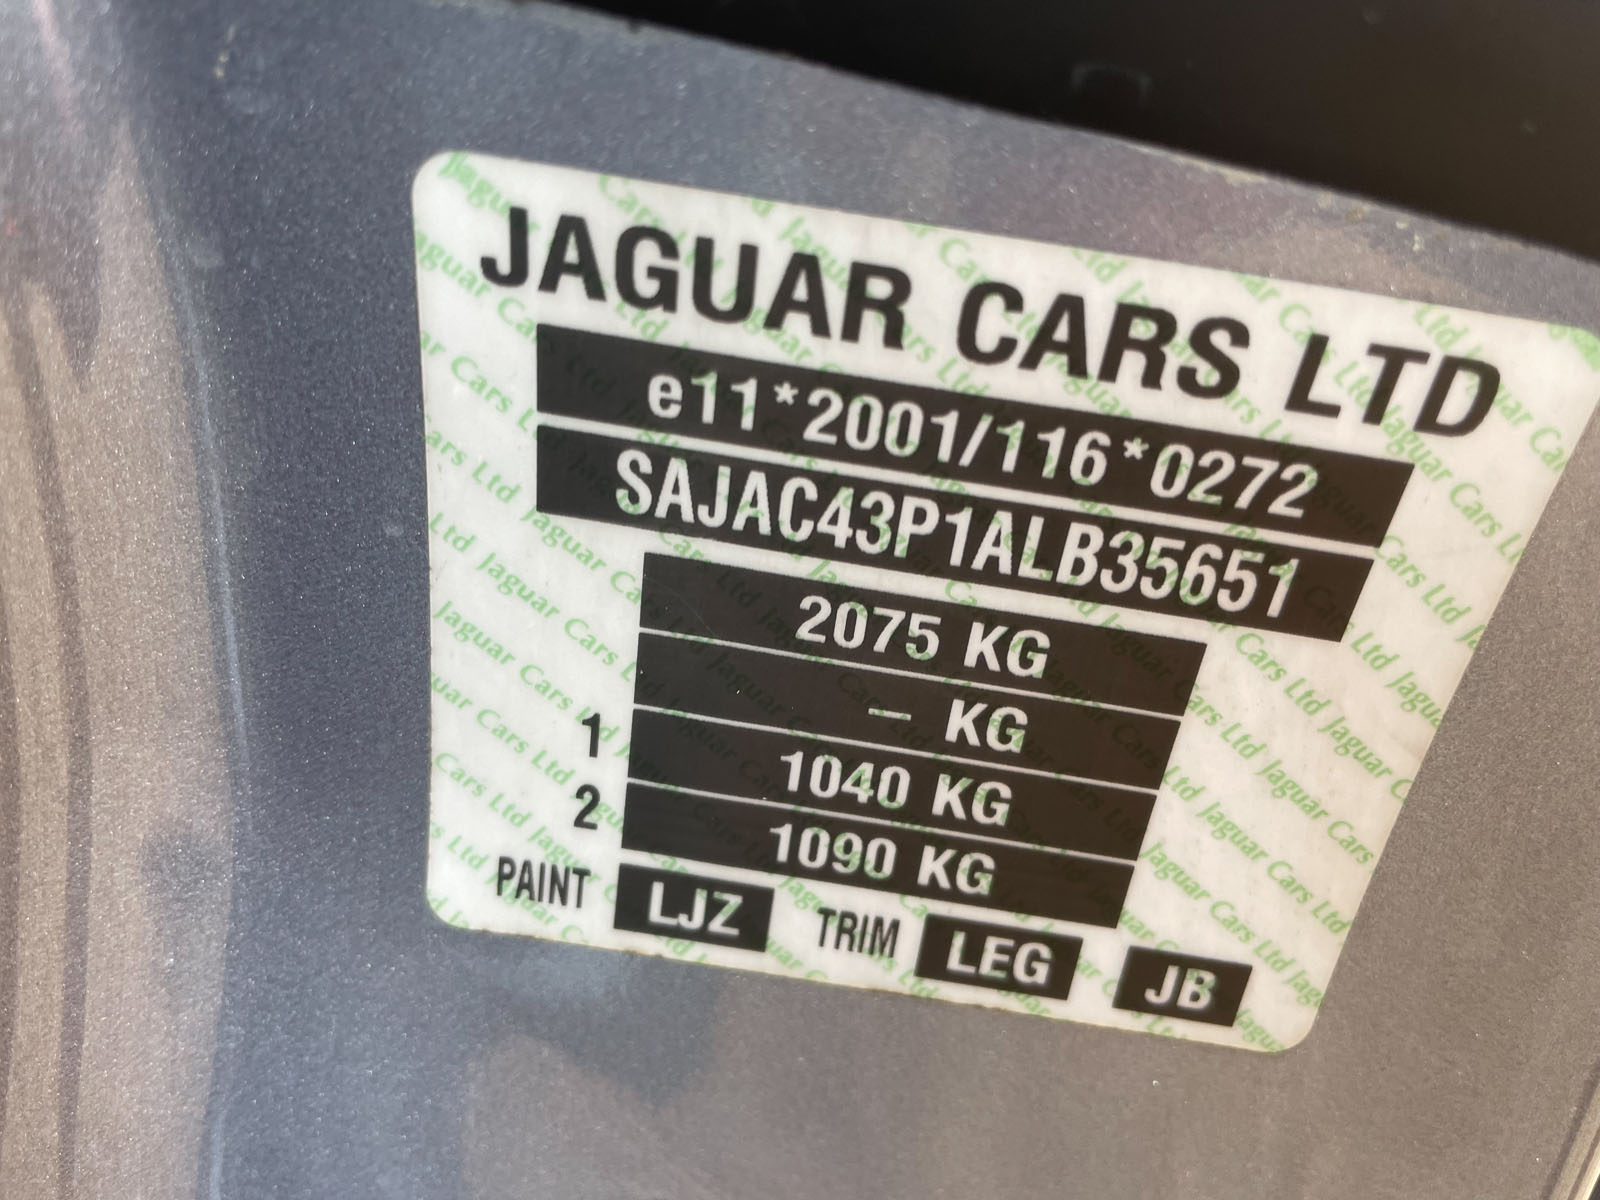 JAGUAR CARS LTD
e11*2001/116*0272
SAJAC43P1ALB35651
2075 KG
– KG
1 1040 KG
2 1090 KG
PAINT LJZ TRIM LEG JB